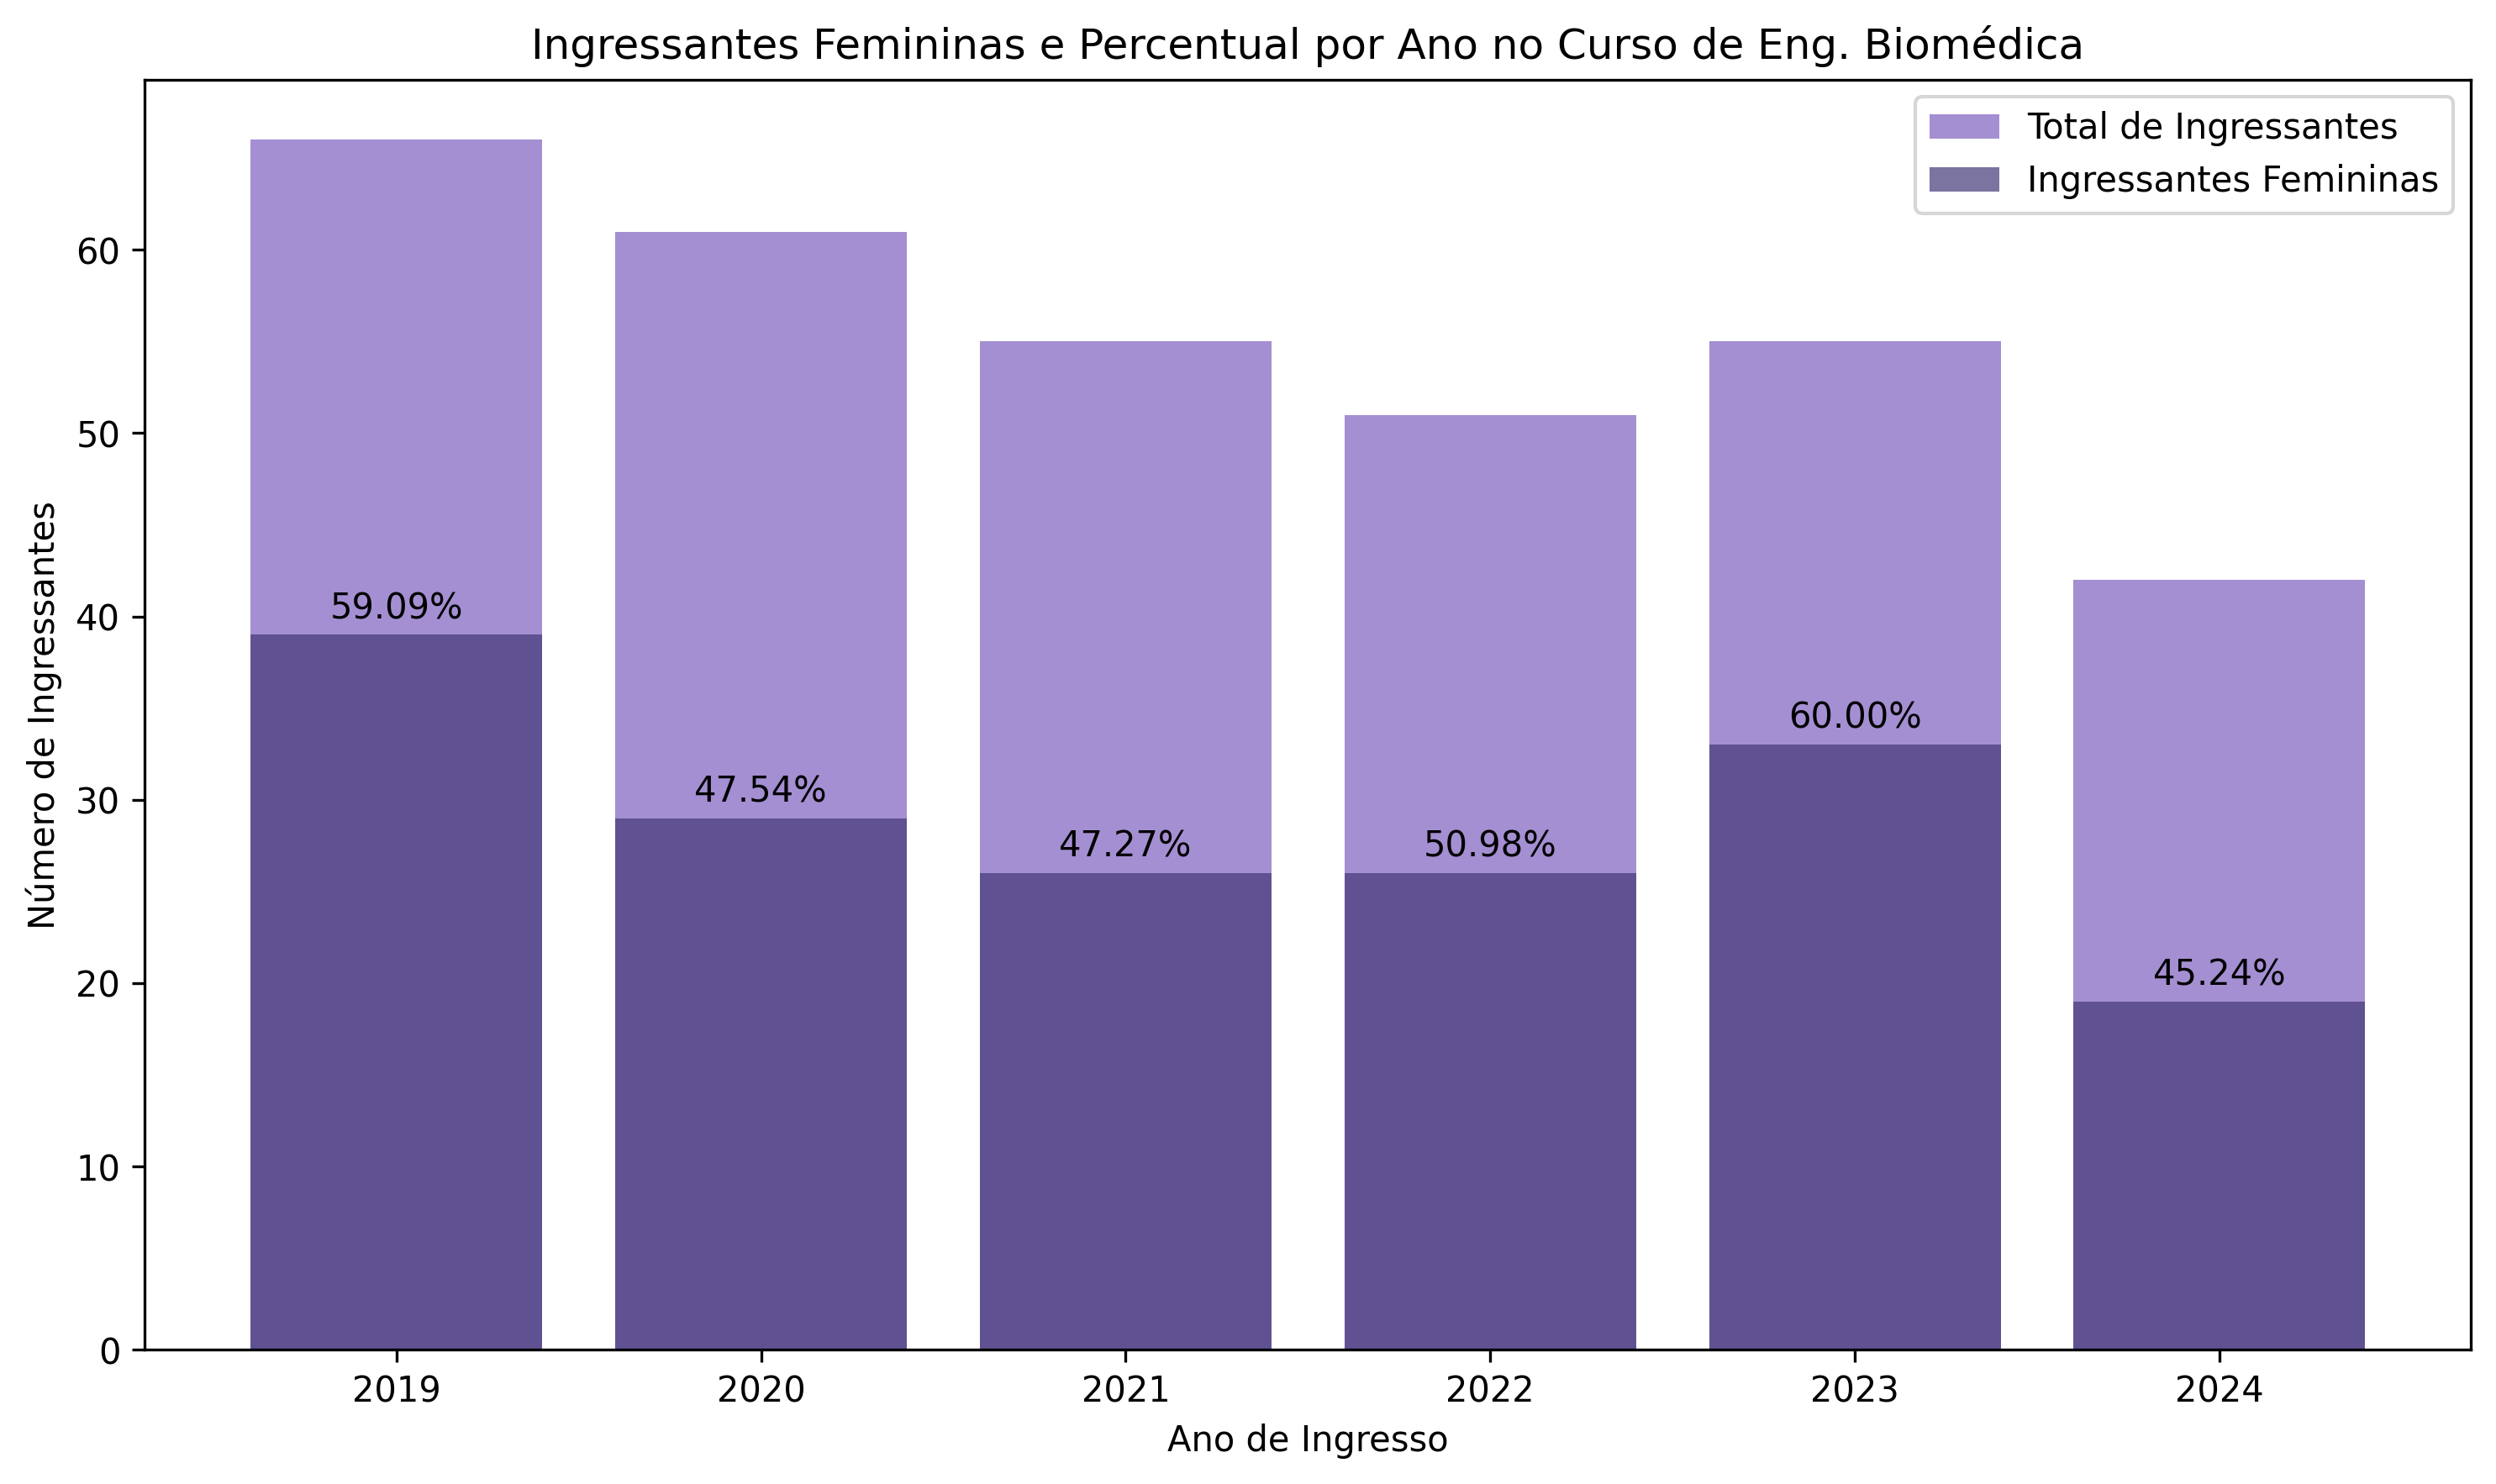 Ingressantes Femininas e Percentual por Ano no Curso de Eng. Biomédica
Total de Ingressantes
Ingressantes Femininas
Número de Ingressantes
60
50
40
30
20
10
0
59.09%
47.54%
47.27%
50.98%
60.00%
45.24%
2019 2020 2021 2022 2023 2024
Ano de Ingresso